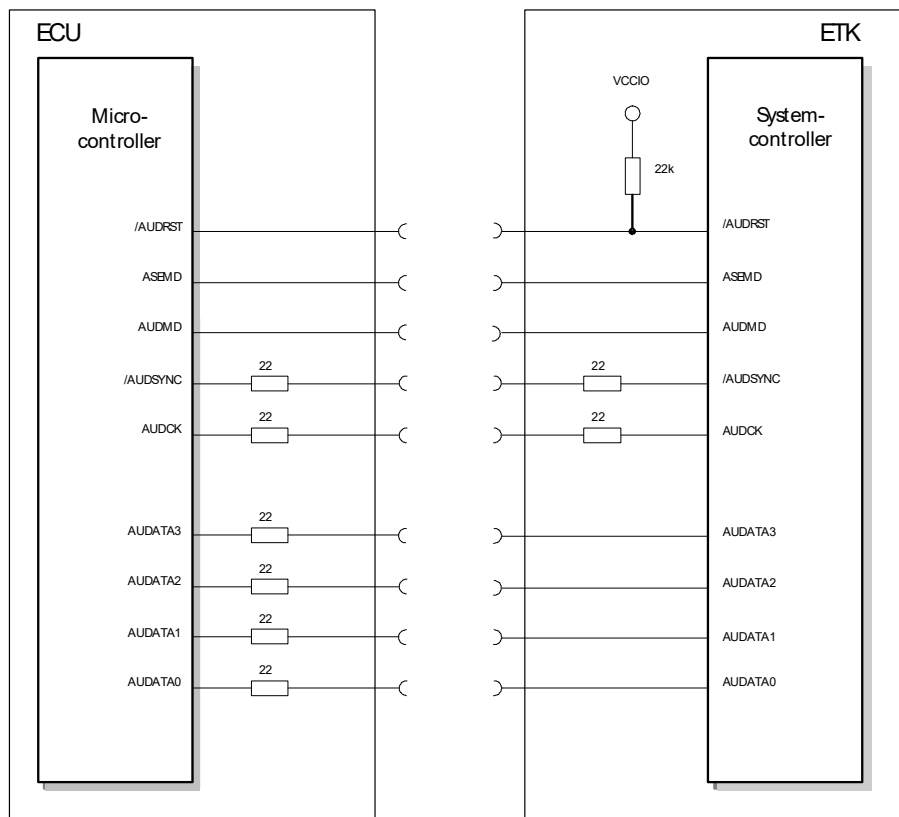 ECU
ETK
Micro-
controller
VCCIO
22k
System-
controller
/AUDRST
/AUDRST
ASEMD
ASEMD
AUDMD
AUDMD
/AUDSYNC
22
22
/AUDSYNC
AUDCK
22
22
AUDCK
AUDATA3
22
AUDATA3
AUDATA2
22
AUDATA2
AUDATA1
22
AUDATA1
AUDATA0
22
AUDATA0